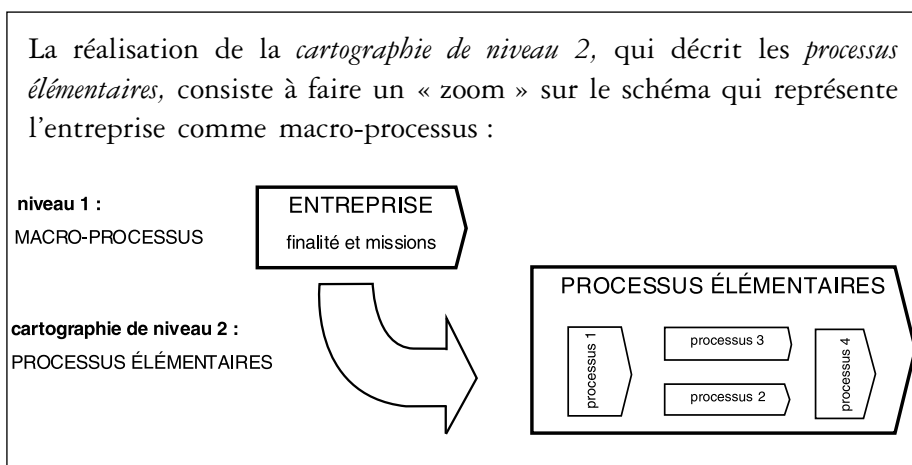 La réalisation de la cartographie de niveau 2, qui décrit les processus
élémentaires, consiste à faire un « zoom » sur le schéma qui représente
l'entreprise comme macro-processus :
niveau 1 :
MACRO-PROCESSUS
ENTREPRISE
finalité et missions
cartographie de niveau 2 :
PROCESSUS ÉLÉMENTAIRES
PROCESSUS ÉLÉMENTAIRES
processus 1
processus 3
processus 2
processus 4